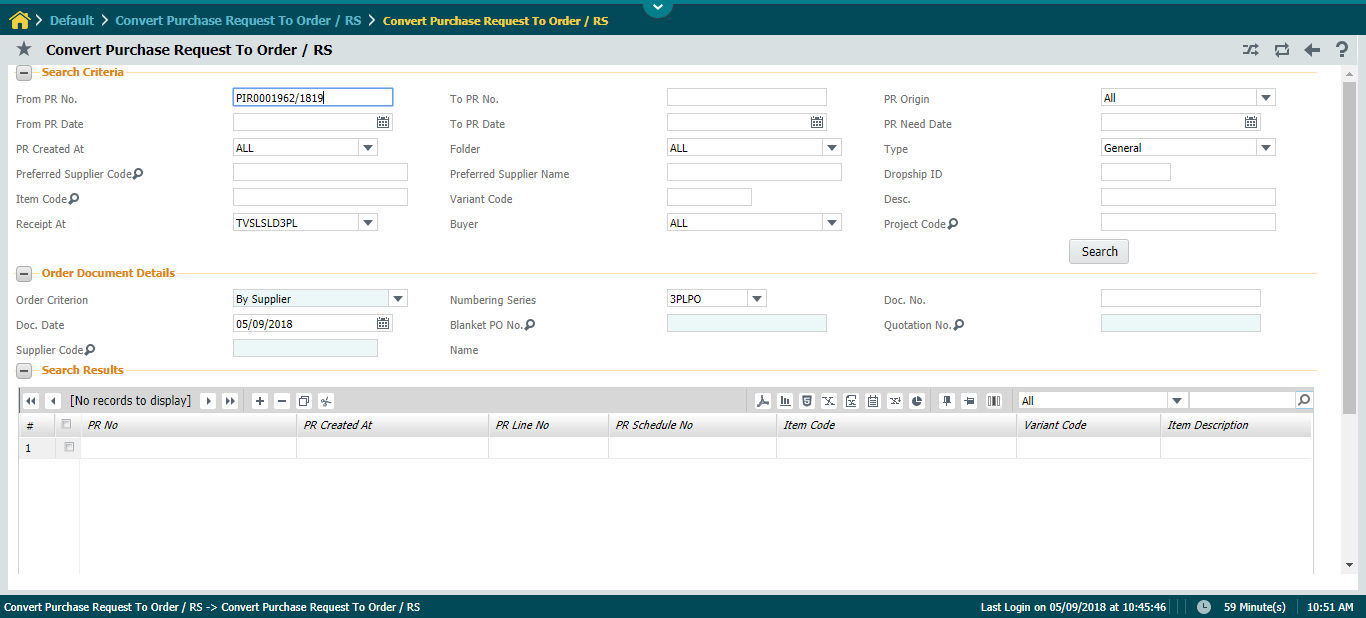 Default > Convert Purchase Request To Order / RS > Convert Purchase Request To Order / RS
Convert Purchase Request To Order / RS
Search Criteria
From PR No. PIR0001962/1819 To PR No. PR Origin All
From PR Date To PR Date PR Need Date
PR Created At ALL Folder ALL Type General
Preferred Supplier Code Preferred Supplier Name Dropship ID
Item Code Variant Code Desc.
Receipt At TVSLSLD3PL Buyer ALL Project Code
Search
Order Document Details
Order Criterion By Supplier Numbering Series 3PLPO Doc. No.
Doc. Date 05/09/2018 Blanket PO No. Quotation No.
Supplier Code Name
Search Results
[No records to display] All
# PR No PR Created At PR Line No PR Schedule No Item Code Variant Code Item Description
1
Convert Purchase Request To Order / RS -> Convert Purchase Request To Order / RS Last Login on 05/09/2018 at 10:45:46 59 Minute(s) 10:51 AM